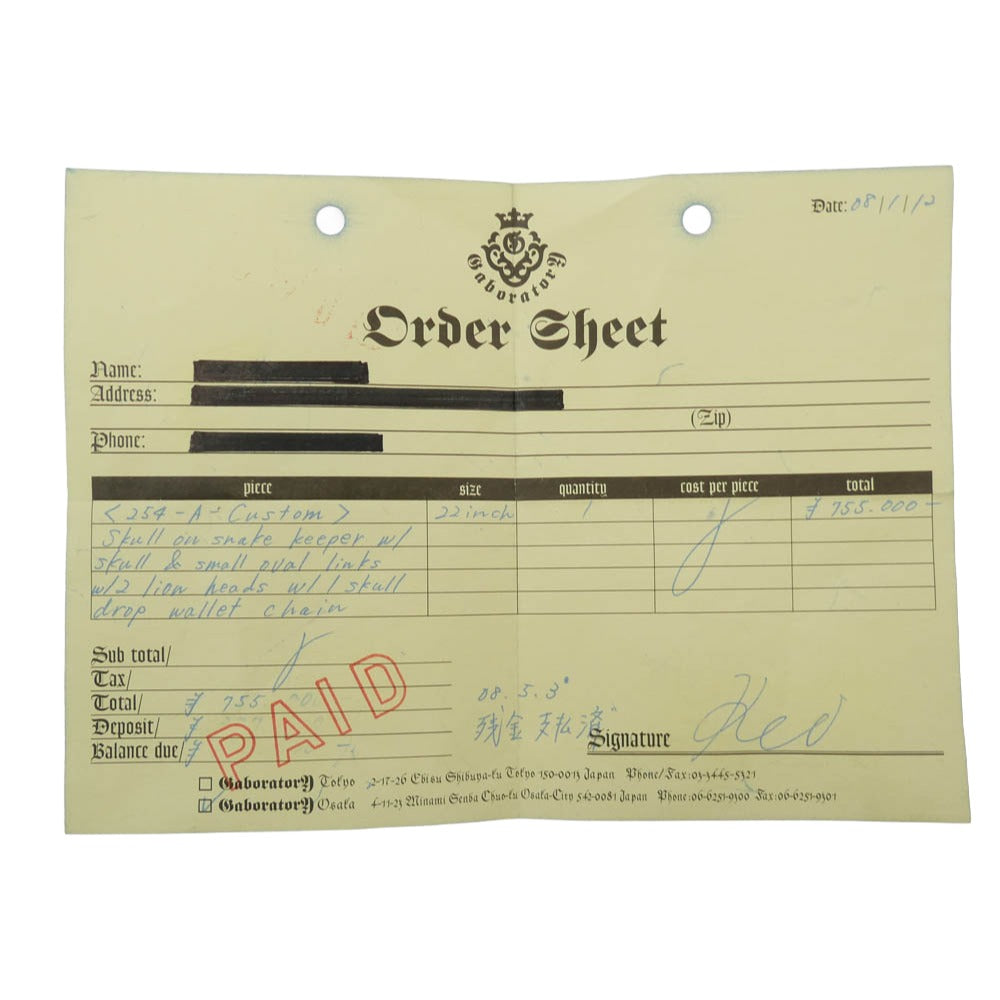 Date: 08/1/12
G
Gaboratory
Order Sheet
Name:
Address:
(Zip)
Phone:
piece size quantity cost per piece total
<254-A-Custom> 22inch 1 ¥755.000-
Skull on snake keeper w/
skull & small oval links
w/2 lion heads w/1 skull
drop wallet chain
Sub total/
Tax/
Total/ ¥755.000
Deposit/ ¥
Balance due/ ¥
PAID
08.5.3
残金支払済
Signature
Gaboratory Tokyo 2-17-26 Ebisu Shibuya-ku Tokyo 150-0013 Japan Phone/Fax:03-3445-5321
Gaboratory Osaka 4-11-23 Minami Senba Chuo-ku Osaka-City 542-0081 Japan Phone:06-6251-9300 Fax:06-6251-9301